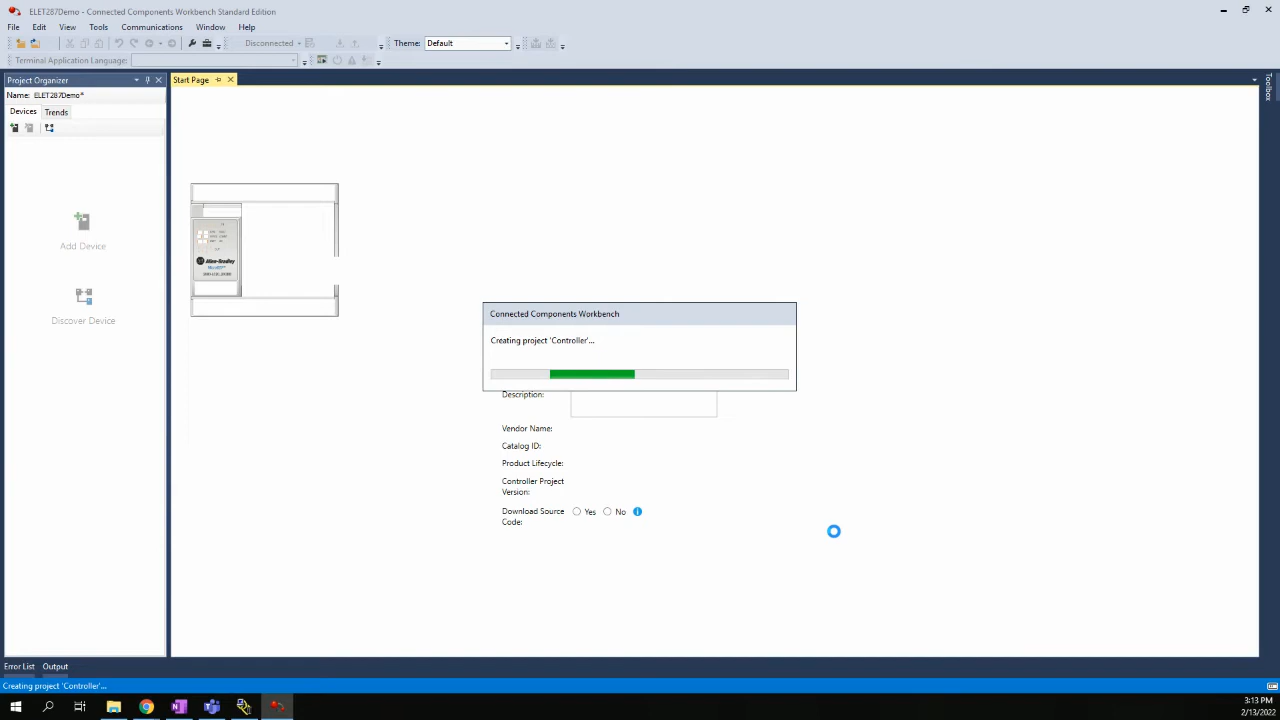 ELET287Demo - Connected Components Workbench Standard Edition
File Edit View Tools Communications Window Help
Disconnected Theme: Default
Terminal Application Language:
Project Organizer
Start Page
Toolbox
Name: ELET287Demo*
Devices Trends
Add Device
Discover Device
Allen-Bradley
Connected Components Workbench
Creating project 'Controller'...
Description:
Vendor Name:
Catalog ID:
Product Lifecycle:
Controller Project
Version:
Download Source
Code:
Yes No
Error List Output
Creating project 'Controller'...
3:13 PM
2/13/2022